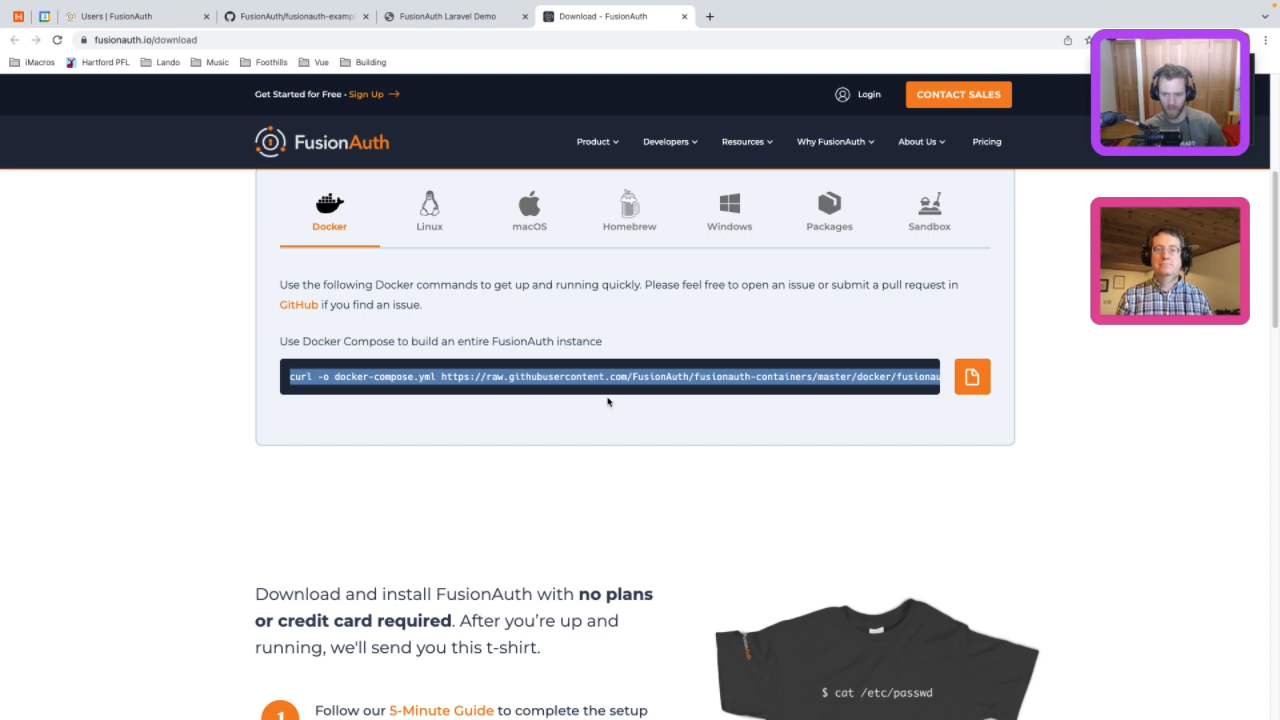 Users | FusionAuth
FusionAuth/fusionauth-exampl
FusionAuth Laravel Demo
Download - FusionAuth
fusionauth.io/download
iMacros
Hartford PFL
Lando
Music
Foothills
Vue
Building
Get Started for Free • Sign Up →
Login
CONTACT SALES
FusionAuth
Product
Developers
Resources
Why FusionAuth
About Us
Pricing
Docker
Linux
macOS
Homebrew
Windows
Packages
Sandbox
Use the following Docker commands to get up and running quickly. Please feel free to open an issue or submit a pull request in
GitHub if you find an issue.
Use Docker Compose to build an entire FusionAuth instance
curl -o docker-compose.yml https://raw.githubusercontent.com/FusionAuth/fusionauth-containers/master/docker/fusionau
Download and install FusionAuth with no plans
or credit card required. After you're up and
running, we'll send you this t-shirt.
$ cat /etc/passwd
1
Follow our 5-Minute Guide to complete the setup